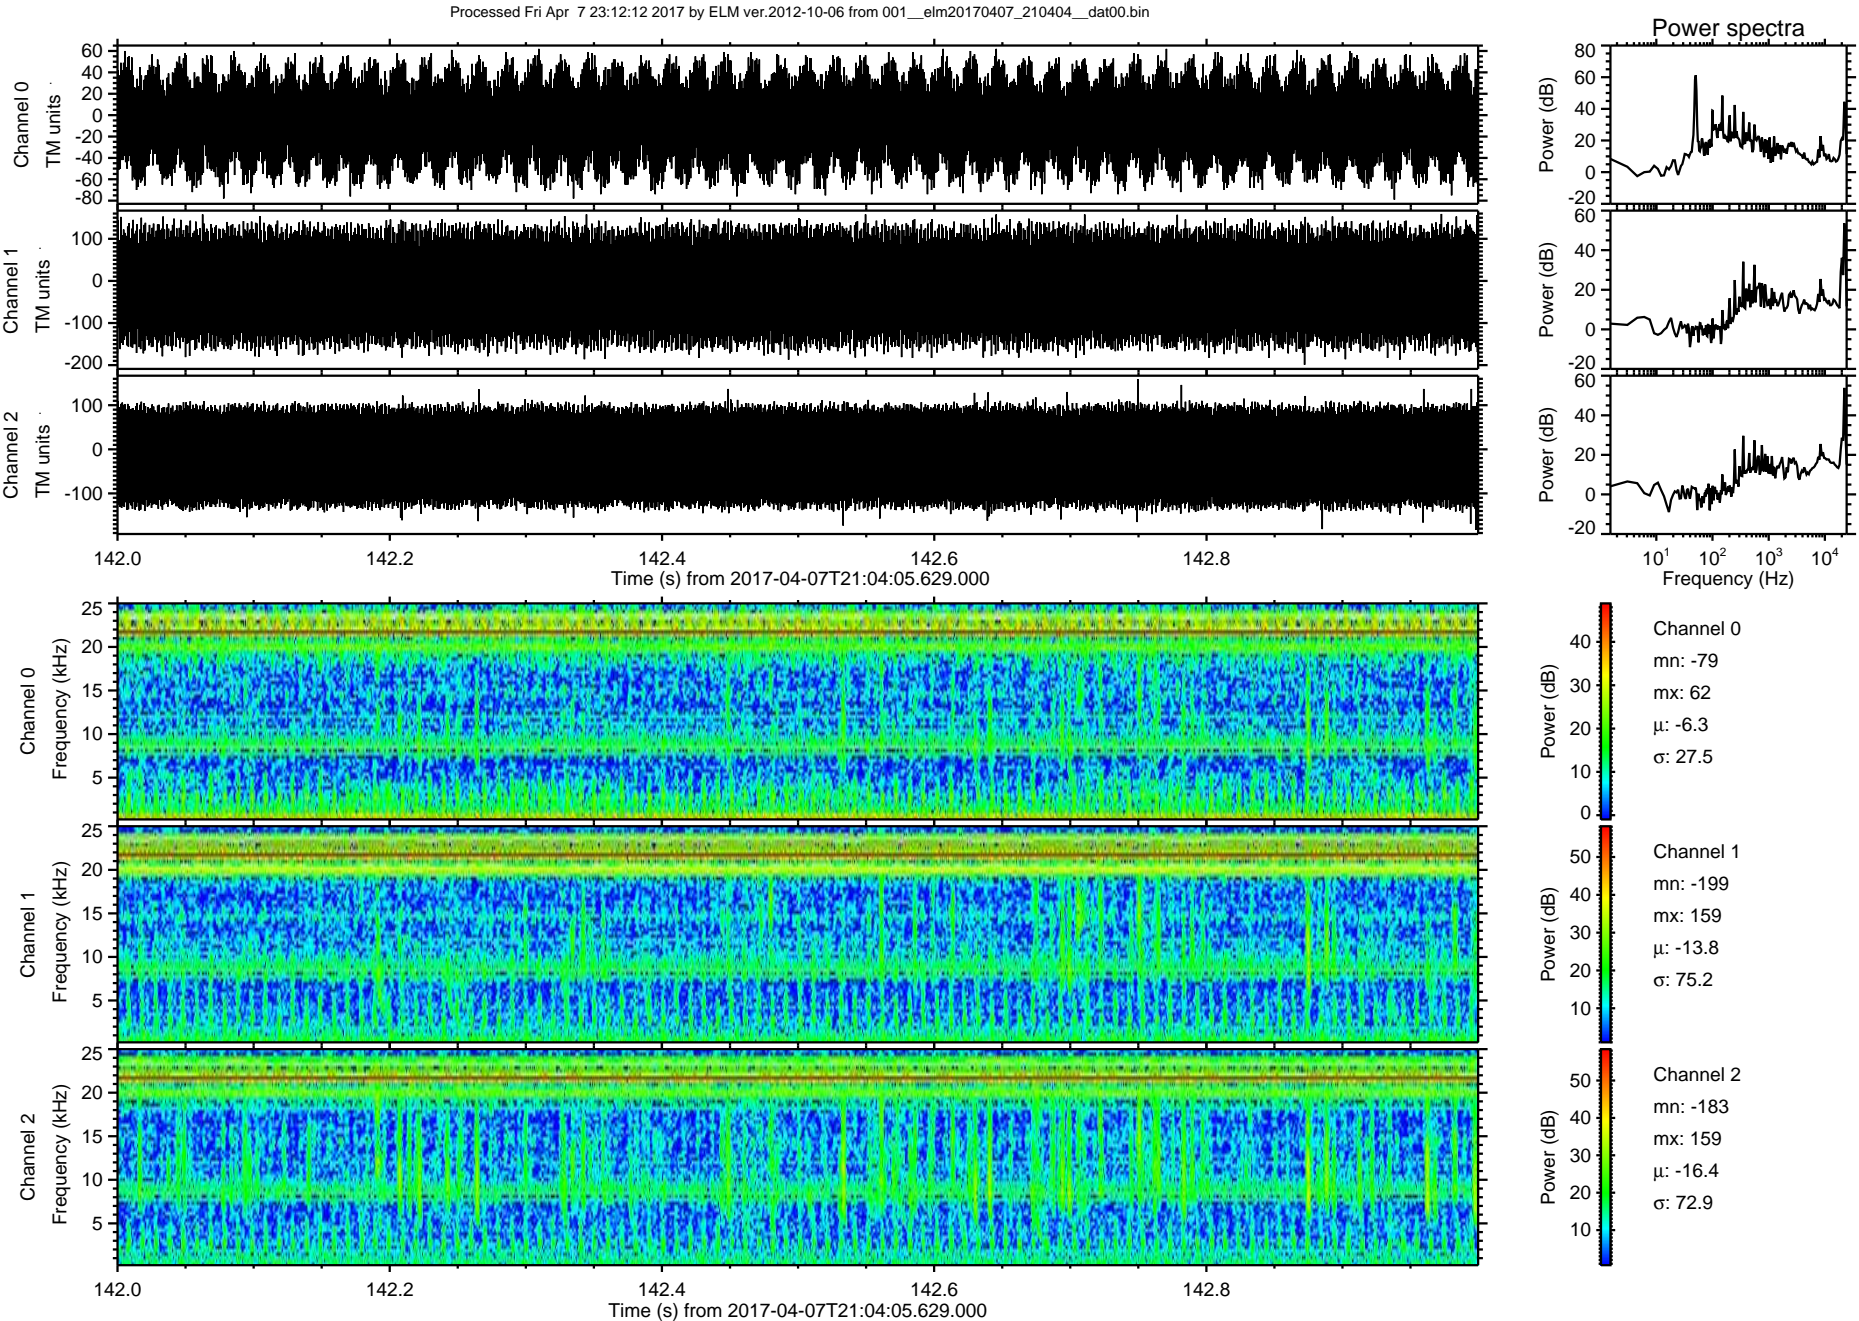 Processed Fri Apr  7 23:12:12 2017 by ELM ver.2012-10-06 from 001__elm20170407_210404__dat00.bin
Power spectra
Channel 0
TM units
60
40
20
0
-20
-40
-60
-80
Power (dB)
80
60
40
20
0
-20
Channel 1
TM units
100
0
-100
-200
Power (dB)
60
40
20
0
-20
Channel 2
TM units
100
0
-100
Power (dB)
60
40
20
0
-20
142.0 142.2 142.4 142.6 142.8
Time (s) from 2017-04-07T21:04:05.629.000
10¹ 10² 10³ 10⁴
Frequency (Hz)
Channel 0
Frequency (kHz)
25
20
15
10
5
Power (dB)
40
30
20
10
0
Channel 0
mn: -79
mx: 62
μ: -6.3
σ: 27.5
Channel 1
Frequency (kHz)
25
20
15
10
5
Power (dB)
50
40
30
20
10
Channel 1
mn: -199
mx: 159
μ: -13.8
σ: 75.2
Channel 2
Frequency (kHz)
25
20
15
10
5
Power (dB)
50
40
30
20
10
Channel 2
mn: -183
mx: 159
μ: -16.4
σ: 72.9
142.0 142.2 142.4 142.6 142.8
Time (s) from 2017-04-07T21:04:05.629.000